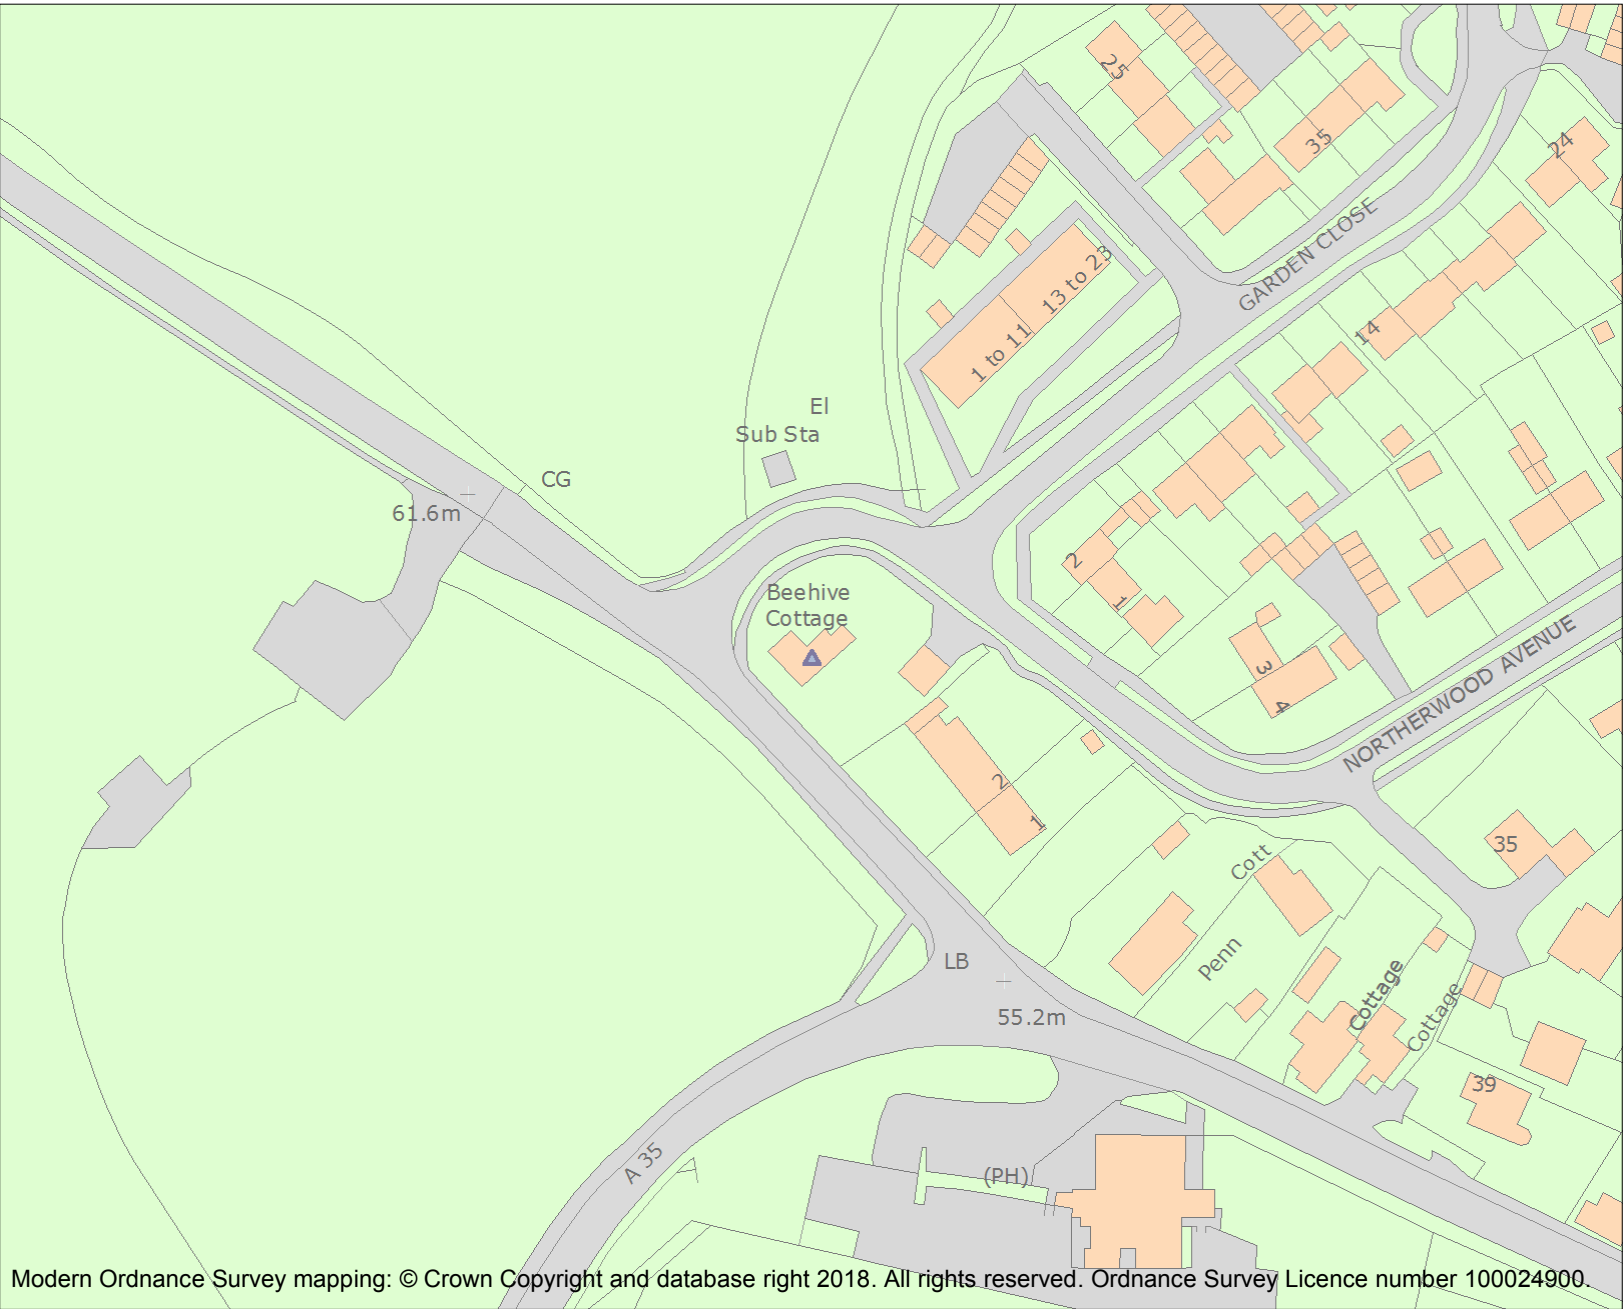 25
35
24
GARDEN CLOSE
13 to 23
1 to 11
14
El
Sub Sta
CG
61.6m
Beehive
Cottage
2
1
3
4
NORTHERWOOD AVENUE
2
1
35
Cott
Penn
LB
55.2m
Cottage
Cottage
39
A 35
(PH)
Modern Ordnance Survey mapping: © Crown Copyright and database right 2018. All rights reserved. Ordnance Survey Licence number 100024900.